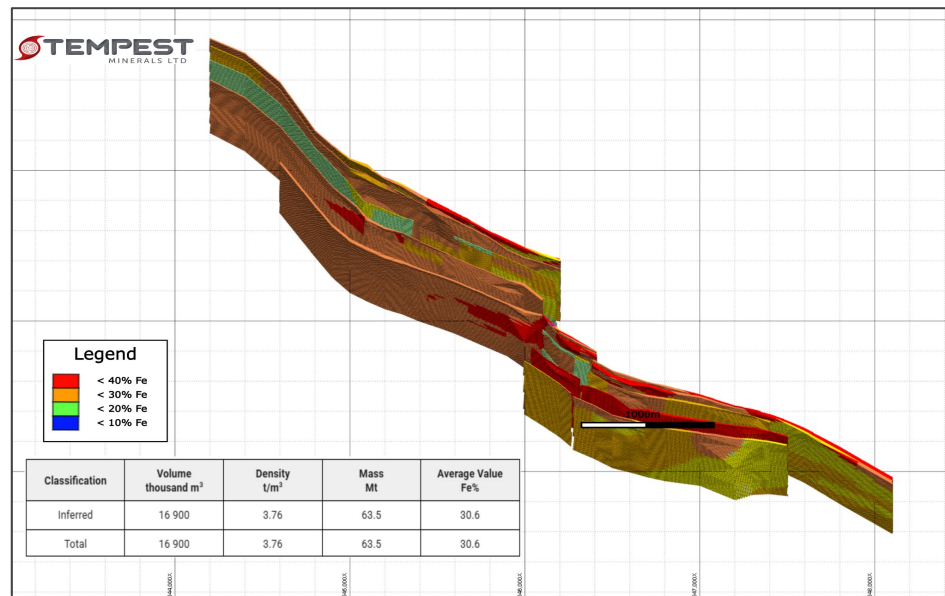 TEMPEST
MINERALS LTD
Legend
< 40% Fe
< 30% Fe
< 20% Fe
< 10% Fe
1000m
Classification Volume thousand m³ Density t/m³ Mass Mt Average Value Fe%
Inferred 16 900 3.76 63.5 30.6
Total 16 900 3.76 63.5 30.6